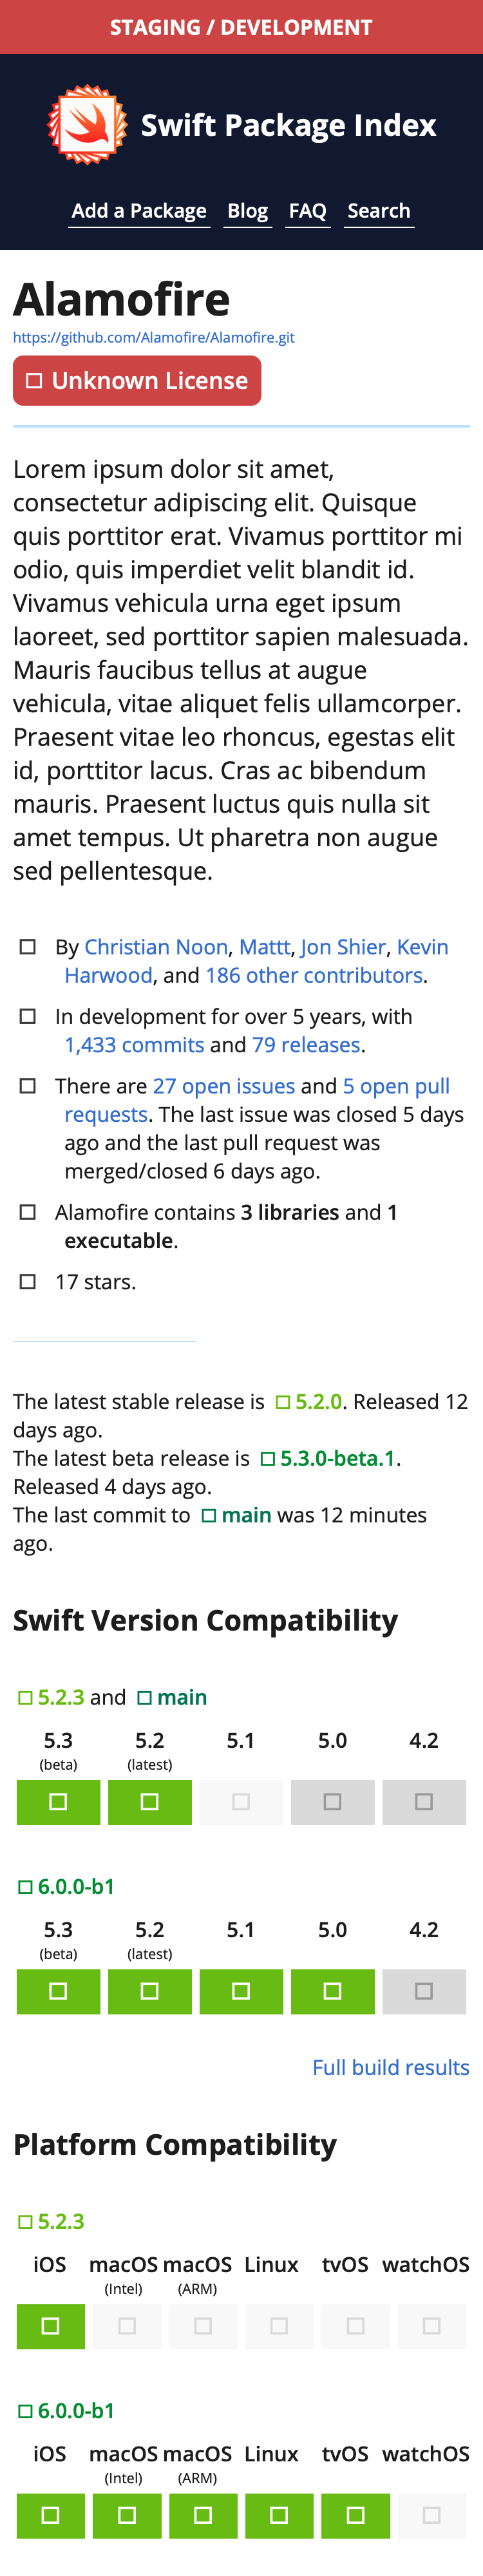 STAGING / DEVELOPMENT
Swift Package Index
Add a Package Blog FAQ Search
Alamofire
https://github.com/Alamofire/Alamofire.git
Unknown License
Lorem ipsum dolor sit amet,
consectetur adipiscing elit. Quisque
quis porttitor erat. Vivamus porttitor mi
odio, quis imperdiet velit blandit id.
Vivamus vehicula urna eget ipsum
laoreet, sed porttitor sapien malesuada.
Mauris faucibus tellus at augue
vehicula, vitae aliquet felis ullamcorper.
Praesent vitae leo rhoncus, egestas elit
id, porttitor lacus. Cras ac bibendum
mauris. Praesent luctus quis nulla sit
amet tempus. Ut pharetra non augue
sed pellentesque.
By Christian Noon, Mattt, Jon Shier, Kevin
Harwood, and 186 other contributors.
In development for over 5 years, with
1,433 commits and 79 releases.
There are 27 open issues and 5 open pull
requests. The last issue was closed 5 days
ago and the last pull request was
merged/closed 6 days ago.
Alamofire contains 3 libraries and 1
executable.
17 stars.
The latest stable release is 5.2.0. Released 12
days ago.
The latest beta release is 5.3.0-beta.1.
Released 4 days ago.
The last commit to main was 12 minutes
ago.
Swift Version Compatibility
5.2.3 and main
5.3 5.2 5.1 5.0 4.2
(beta) (latest)
6.0.0-b1
5.3 5.2 5.1 5.0 4.2
(beta) (latest)
Full build results
Platform Compatibility
5.2.3
iOS macOS macOS Linux tvOS watchOS
(Intel) (ARM)
6.0.0-b1
iOS macOS macOS Linux tvOS watchOS
(Intel) (ARM)